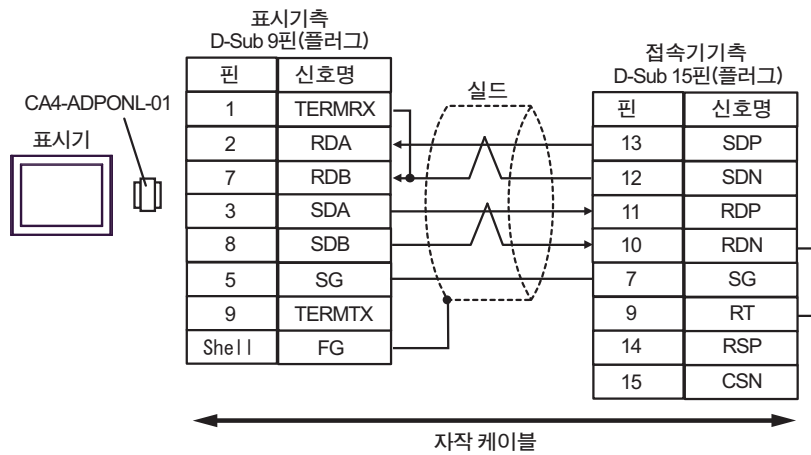 표시기측
D-Sub 9핀(플러그)
접속기기측
D-Sub 15핀(플러그)
CA4-ADPONL-01
표시기
실드
핀 신호명
1 TERMRX
2 RDA
7 RDB
3 SDA
8 SDB
5 SG
9 TERMTX
Shell FG
핀 신호명
13 SDP
12 SDN
11 RDP
10 RDN
7 SG
9 RT
14 RSP
15 CSN
자작 케이블